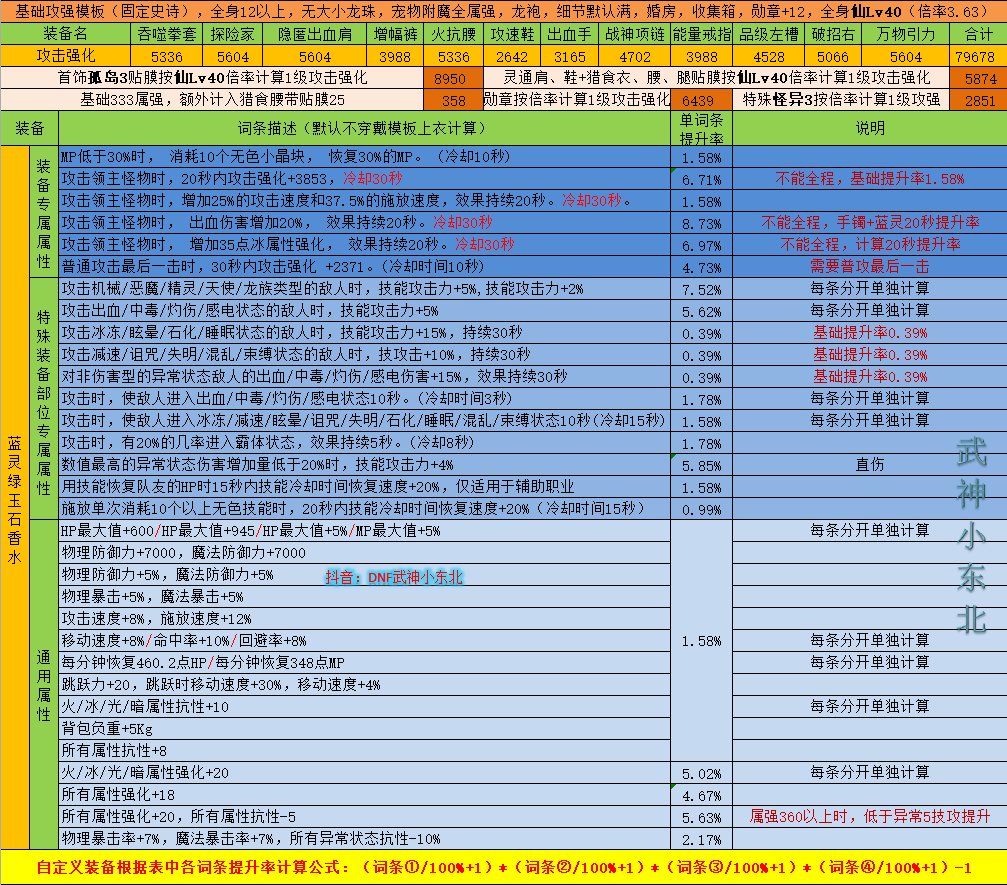 基础攻强模板（固定史诗），全身12以上，无大小龙珠，宠物附魔全属强，龙袍，细节默认满，婚房，收集箱，勋章+12，全身仙Lv40（倍率3.63）
装备名 吞噬拳套 探险家 隐匿出血肩 增幅裤 火抗腰 攻速鞋 出血手 战神项链 能量戒指 品级左槽 破招右 万物引力 合计
攻击强化 5336 5604 5604 3988 5336 2642 3165 4702 3988 4528 5066 5604 79678
首饰孤岛3贴膜按仙Lv40倍率计算1级攻击强化 8950 灵通肩、鞋+猎食衣、腰、腿贴膜按仙Lv40倍率计算1级攻击强化 5874
基础333属强，额外计入猎食腰带贴膜25 358 勋章按倍率计算1级攻击强化 6439 特殊怪异3按倍率计算1级攻强 2851
装备 词条描述（默认不穿戴模板上衣计算） 单词条提升率 说明
蓝灵绿玉石香水
装备专属属性
MP低于30%时， 消耗10个无色小晶块， 恢复30%的MP。（冷却10秒） 1.58%
攻击领主怪物时，20秒内攻击强化+3853，冷却30秒 6.71% 不能全程，基础提升率1.58%
攻击领主怪物时，增加25%的攻击速度和37.5%的施放速度，效果持续20秒。冷却30秒。 1.58%
攻击领主怪物时， 出血伤害增加20%， 效果持续20秒。冷却30秒 8.73% 不能全程，手镯+蓝灵20秒提升率
攻击领主怪物时， 增加35点冰属性强化， 效果持续20秒。冷却30秒 6.97% 不能全程，计算20秒提升率
普通攻击最后一击时，30秒内攻击强化 +2371。（冷却时间10秒） 4.73% 需要普攻最后一击
特殊装备部位专属属性
攻击机械/恶魔/精灵/天使/龙族类型的敌人时，技能攻击力+5%,技能攻击力+2% 7.52% 每条分开单独计算
攻击出血/中毒/灼伤/感电状态的敌人时，技能攻击力+5% 5.62% 每条分开单独计算
攻击冰冻/眩晕/石化/睡眠状态的敌人时，技能攻击力+15%，持续30秒 0.39% 基础提升率0.39%
攻击减速/诅咒/失明/混乱/束缚状态的敌人时，技攻击+10%，持续30秒 0.39% 基础提升率0.39%
对非伤害型的异常状态敌人的出血/中毒/灼伤/感电伤害+15%，效果持续30秒 0.39% 基础提升率0.39%
攻击时，使敌人进入出血/中毒/灼伤/感电状态10秒。（冷却时间3秒） 1.78% 每条分开单独计算
攻击时，使敌人进入冰冻/减速/眩晕/诅咒/失明/石化/睡眠/混乱/束缚状态10秒(冷却15秒) 1.58% 每条分开单独计算
攻击时，有20%的几率进入霸体状态，效果持续5秒。（冷却8秒） 1.78%
数值最高的异常状态伤害增加量低于20%时，技能攻击力+4% 5.85% 直伤
用技能恢复队友的HP时15秒内技能冷却时间恢复速度+20%，仅适用于辅助职业 1.58%
施放单次消耗10个以上无色技能时，20秒内技能冷却时间恢复速度+20%（冷却时间15秒） 0.99%
通用属性
HP最大值+600/HP最大值+945/HP最大值+5%/MP最大值+5% 每条分开单独计算
物理防御力+7000，魔法防御力+7000
物理防御力+5%，魔法防御力+5%
抖音：DNF武神小东北
物理暴击+5%，魔法暴击+5%
攻击速度+8%，施放速度+12%
移动速度+8%/命中率+10%/回避率+8% 1.58% 每条分开单独计算
每分钟恢复460.2点HP/每分钟恢复348点MP 每条分开单独计算
跳跃力+20，跳跃时移动速度+30%，移动速度+4%
火/冰/光/暗属性抗性+10 每条分开单独计算
背包负重+5Kg
所有属性抗性+8
火/冰/光/暗属性强化+20 5.02% 每条分开单独计算
所有属性强化+18 4.67%
所有属性强化+20，所有属性抗性-5 5.63% 属强360以上时，低于异常5技攻提升
物理暴击率+7%，魔法暴击率+7%，所有异常状态抗性-10% 2.17%
武神小东北
自定义装备根据表中各词条提升率计算公式：（词条①/100%+1）*（词条②/100%+1）*（词条③/100%+1）*（词条④/100%+1）-1